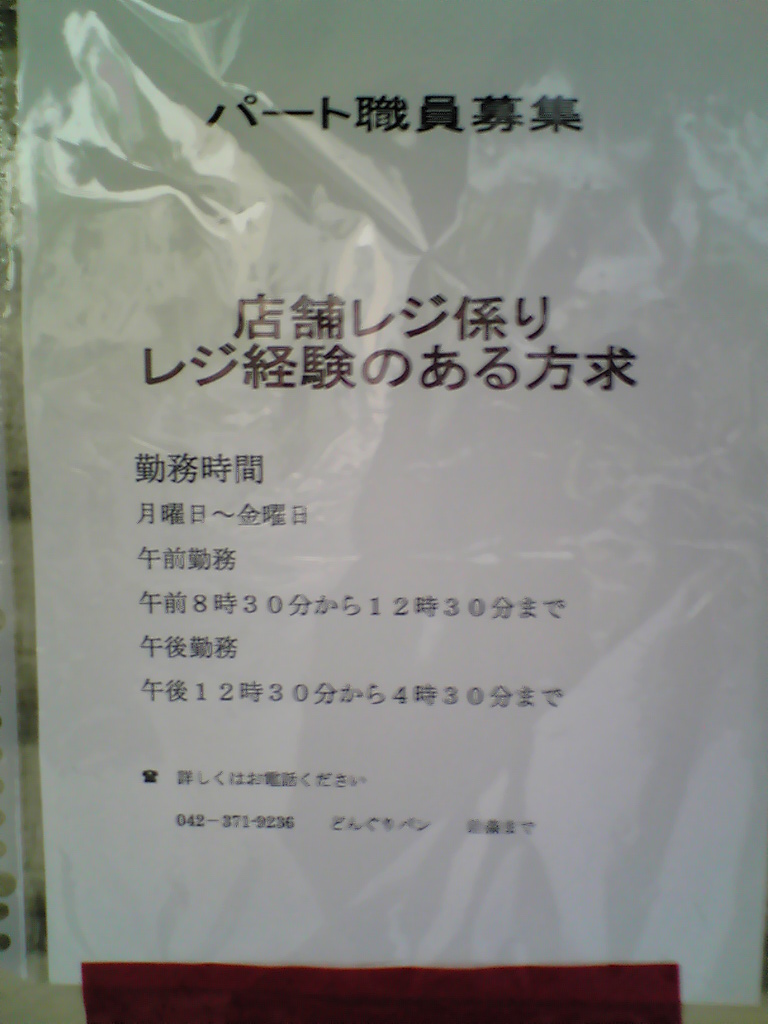 パート職員募集
店舗レジ係り
レジ経験のある方求
勤務時間
月曜日～金曜日
午前勤務
午前８時３０分から１２時３０分まで
午後勤務
午後１２時３０分から４時３０分まで
☎ 詳しくはお電話ください
042－371-9236 どんぐりパン まで